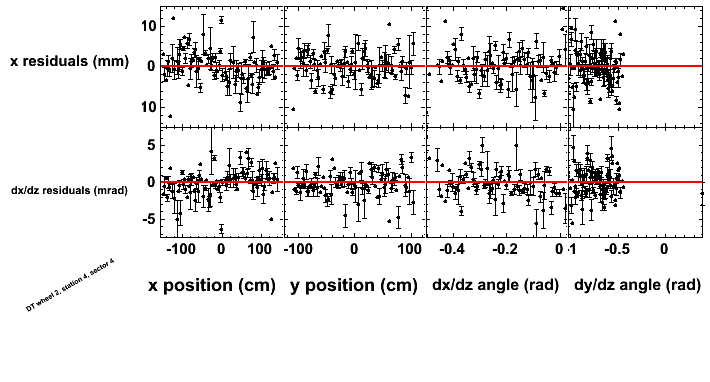 10
x residuals (mm)
0
10
5
dx/dz residuals (mrad)
0
-5
-100 0 100 -100 0 100 -0.4 -0.2 0 -1 -0.5 0
x position (cm) y position (cm) dx/dz angle (rad) dy/dz angle (rad)
DT wheel 2, station 4, sector 4